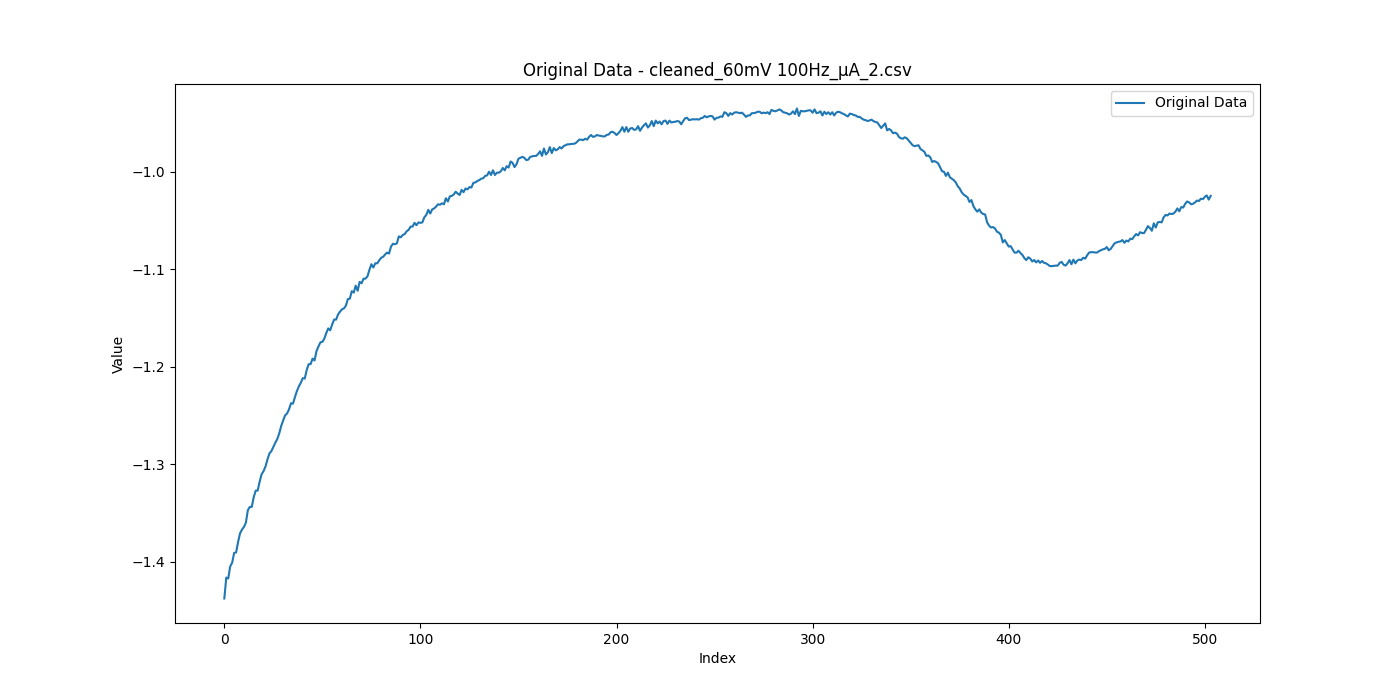 Original Data - cleaned_60mV 100Hz_μA_2.csv
Original Data
−1.0
−1.1
−1.2
−1.3
−1.4
Value
0
100
200
300
400
500
Index